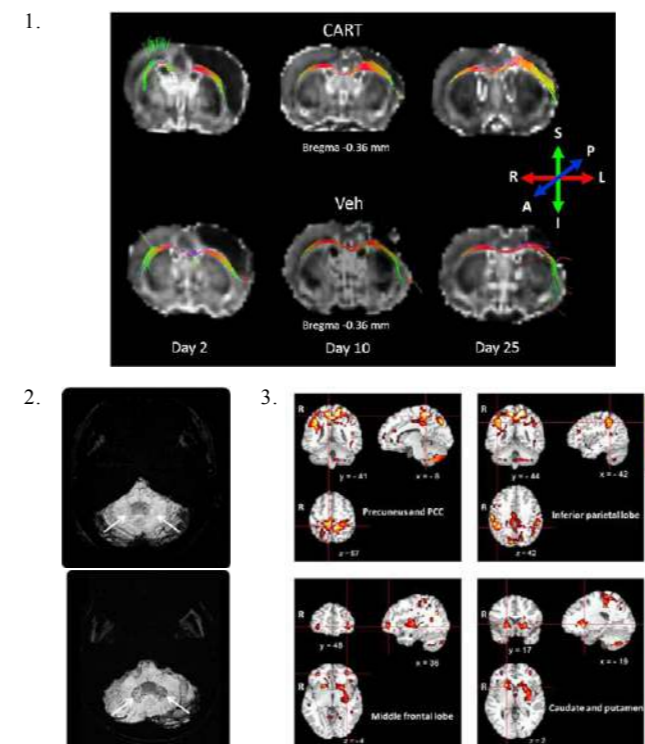 1.
CART
Bregma -0.36 mm
S
P
R
L
A
I
Veh
Bregma -0.36 mm
Day 2
Day 10
Day 25
2.
3.
R
y = -41
x = -6
Precuneus and PCC
z = 67
R
y = -44
x = -42
R
Inferior parietal lobe
z = 42
R
y = 48
x = 36
R
Middle frontal lobe
z = -4
R
y = 17
x = -19
R
Caudate and putamen
z = 2